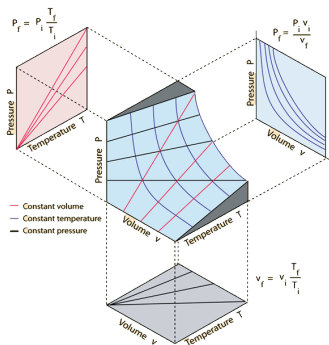 P_f = P_i T_f / T_i
P_f = P_i v_i / v_f
Pressure P
Temperature T
Pressure P
Volume v
Pressure P
Volume v
Temperature T
Constant volume
Constant temperature
Constant pressure
v_f = v_i T_f / T_i
Volume v
Temperature T